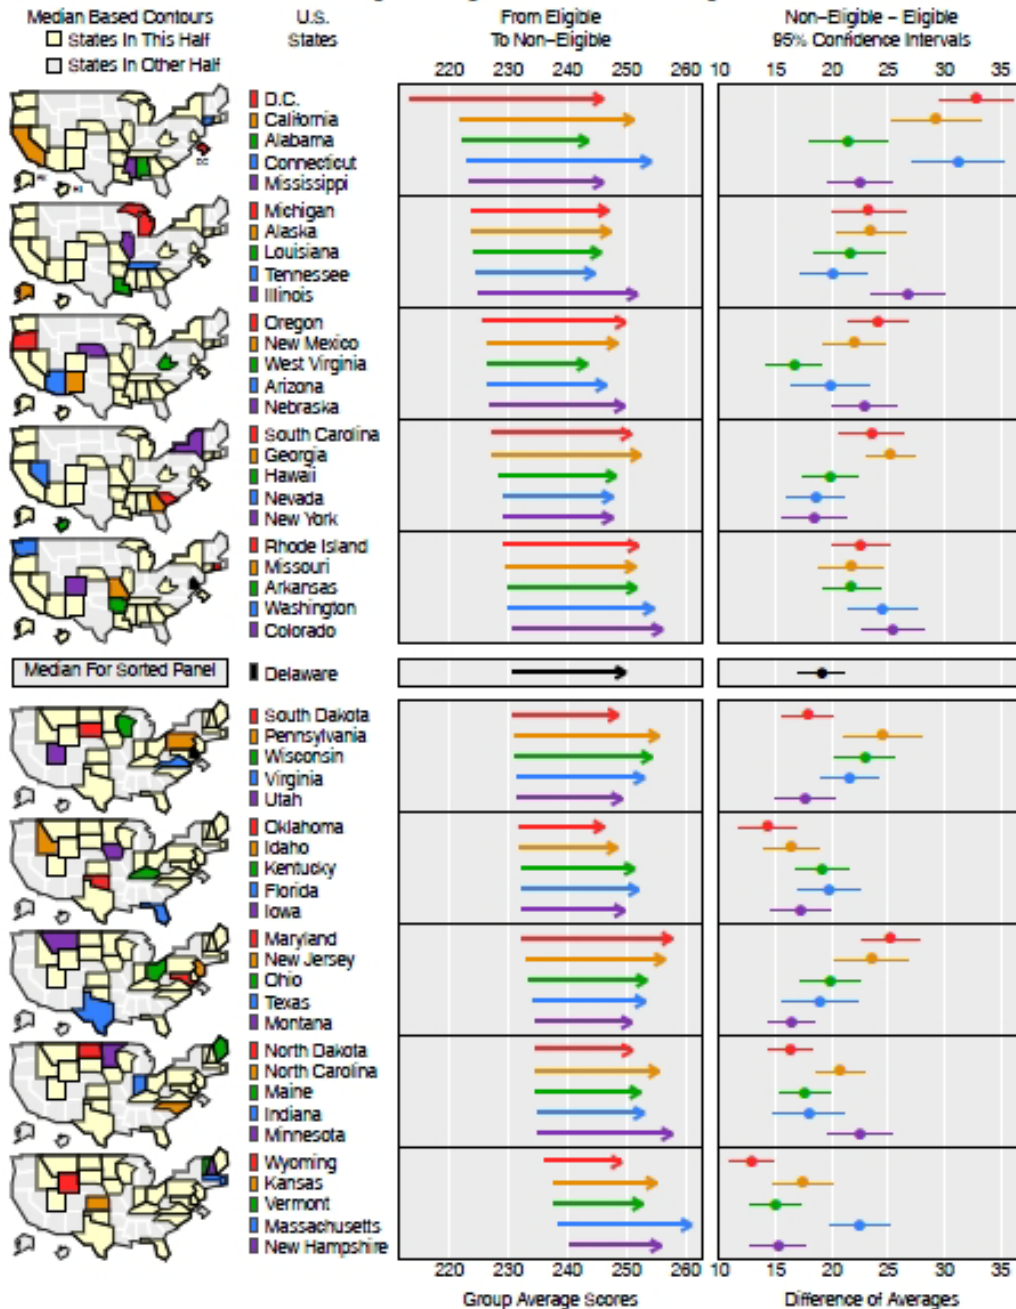 Median Based Contours
States In This Half
States In Other Half
U.S.
States
From Eligible
To Non-Eligible
Non-Eligible - Eligible
95% Confidence Intervals
220 230 240 250 260
10 15 20 25 30 35
D.C.
California
Alabama
Connecticut
Mississippi
Michigan
Alaska
Louisiana
Tennessee
Illinois
Oregon
New Mexico
West Virginia
Arizona
Nebraska
South Carolina
Georgia
Hawaii
Nevada
New York
Rhode Island
Missouri
Arkansas
Washington
Colorado
Median For Sorted Panel
Delaware
South Dakota
Pennsylvania
Wisconsin
Virginia
Utah
Oklahoma
Idaho
Kentucky
Florida
Iowa
Maryland
New Jersey
Ohio
Texas
Montana
North Dakota
North Carolina
Maine
Indiana
Minnesota
Wyoming
Kansas
Vermont
Massachusetts
New Hampshire
220 230 240 250 260
10 15 20 25 30 35
Group Average Scores
Difference of Averages